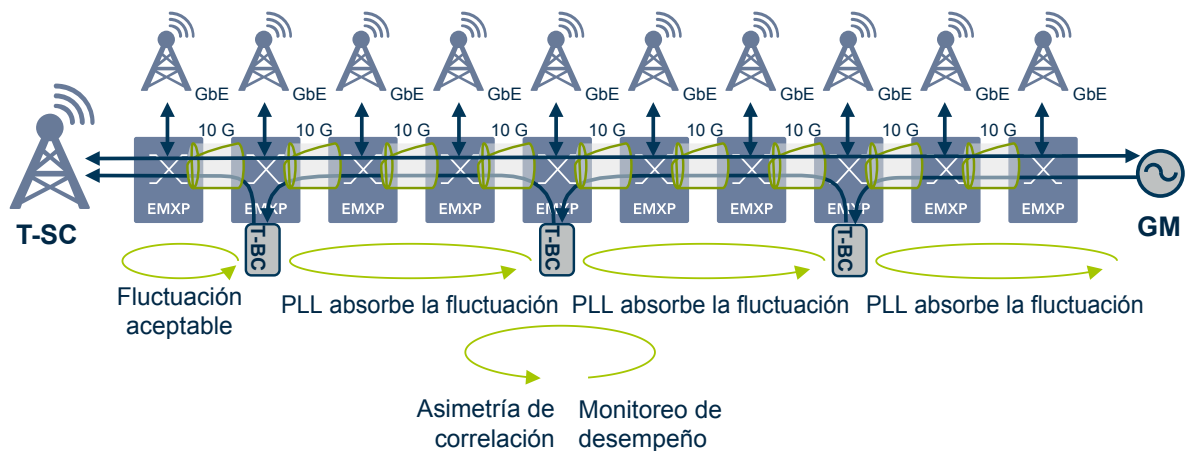 GbE GbE GbE GbE GbE GbE GbE GbE GbE GbE
10 G 10 G 10 G 10 G 10 G 10 G 10 G 10 G 10 G
EMXP EMXP EMXP EMXP EMXP EMXP EMXP EMXP EMXP EMXP
T-SC
GM
T-BC T-BC T-BC
Fluctuación
aceptable
PLL absorbe la fluctuación
PLL absorbe la fluctuación
PLL absorbe la fluctuación
Asimetría de
correlación
Monitoreo de
desempeño